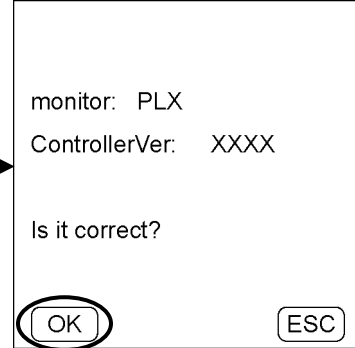 monitor: PLX
ControllerVer: XXXX
Is it correct?
OK ESC